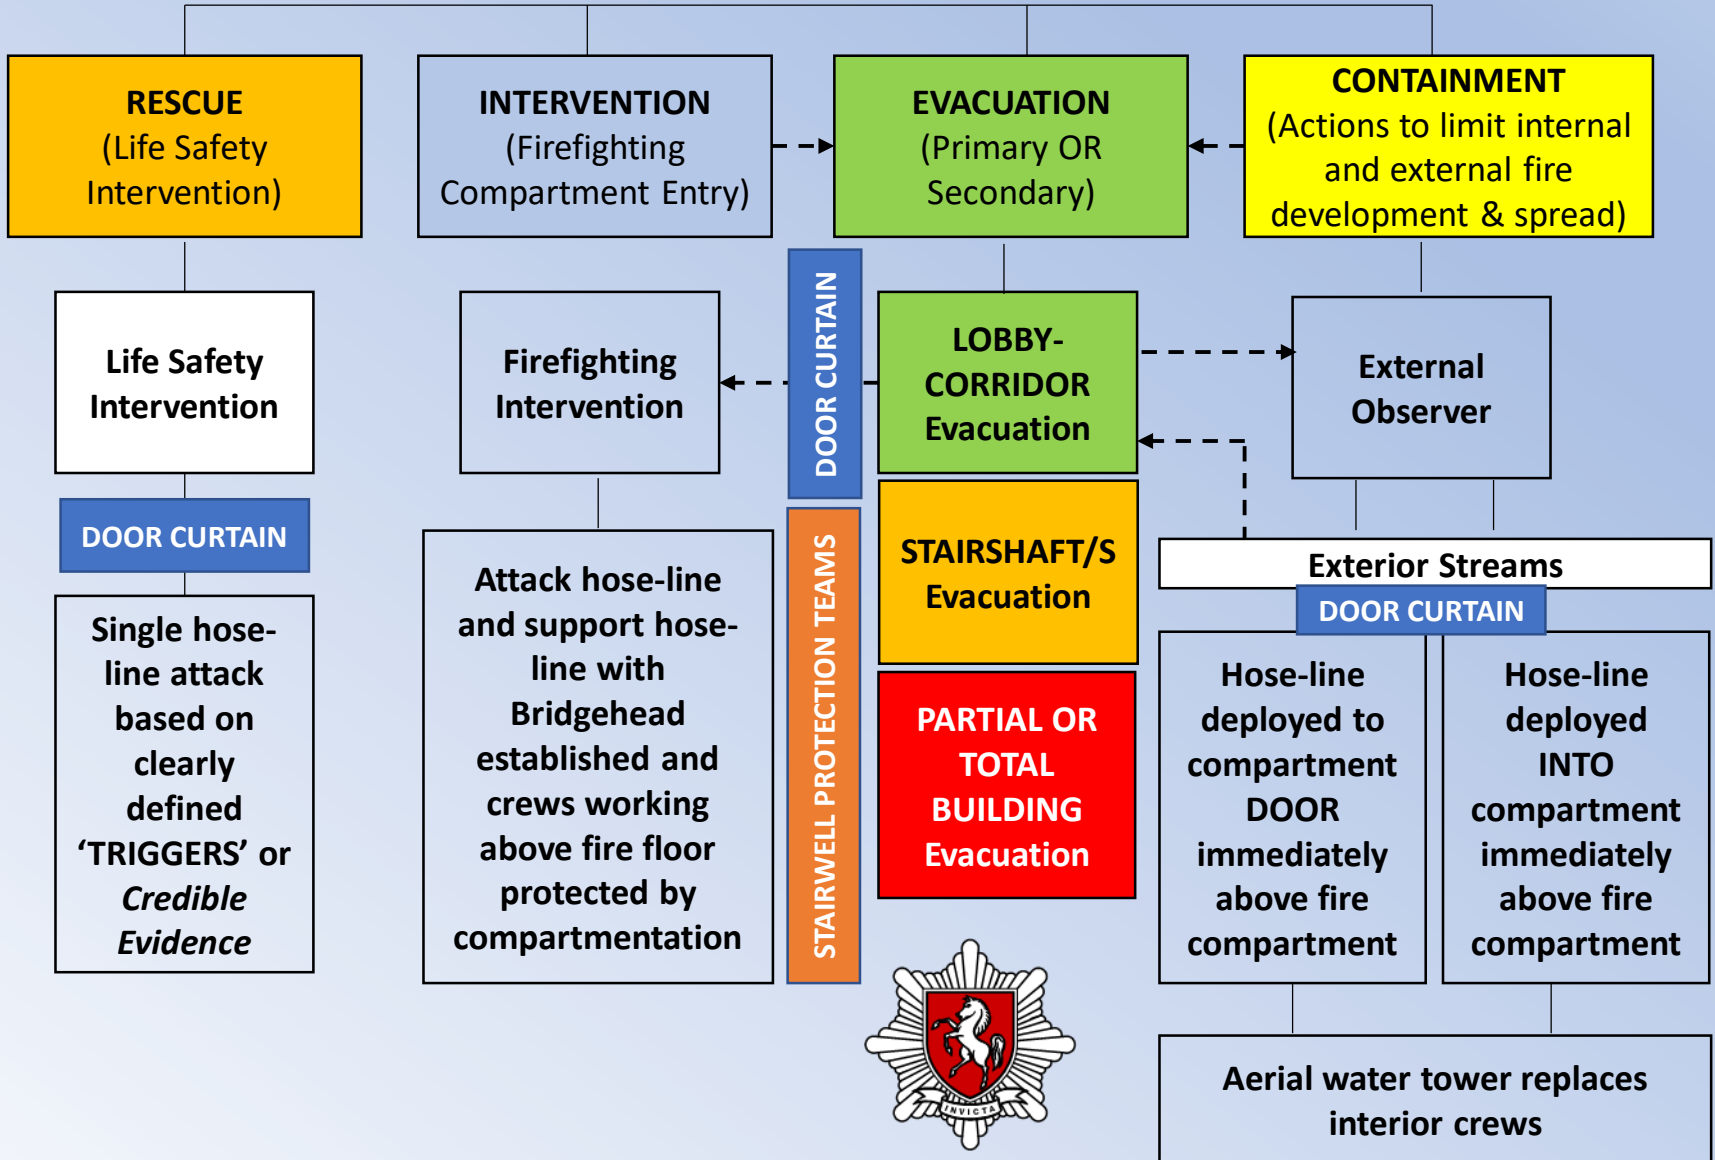 RESCUE
(Life Safety
Intervention)
INTERVENTION
(Firefighting
Compartment Entry)
EVACUATION
(Primary OR
Secondary)
CONTAINMENT
(Actions to limit internal
and external fire
development & spread)
Life Safety
Intervention
DOOR CURTAIN
Single hose-
line attack
based on
clearly
defined
‘TRIGGERS’ or
Credible
Evidence
Firefighting
Intervention
Attack hose-line
and support hose-
line with
Bridgehead
established and
crews working
above fire floor
protected by
compartmentation
DOOR CURTAIN
STAIRWELL PROTECTION TEAMS
LOBBY-
CORRIDOR
Evacuation
STAIRSHAFT/S
Evacuation
PARTIAL OR
TOTAL
BUILDING
Evacuation
INVICTA
External
Observer
Exterior Streams
DOOR CURTAIN
Hose-line
deployed to
compartment
DOOR
immediately
above fire
compartment
Hose-line
deployed
INTO
compartment
immediately
above fire
compartment
Aerial water tower replaces
interior crews